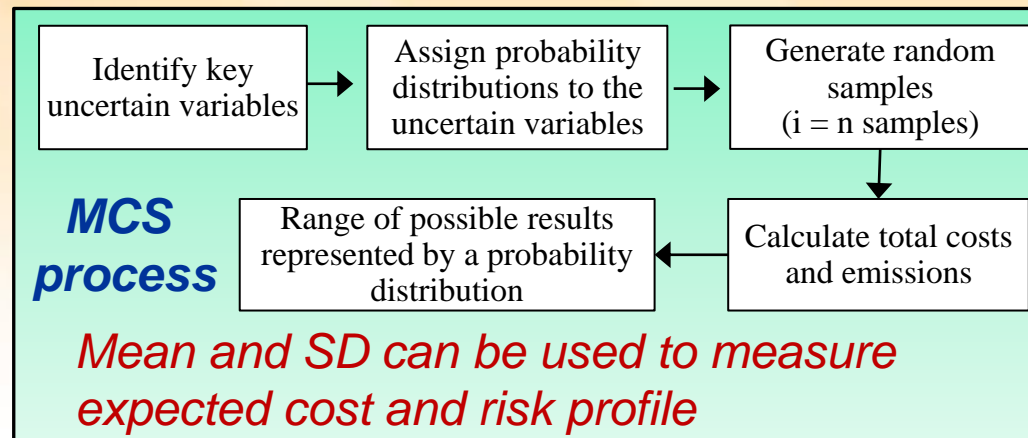 Identify key
uncertain variables
Assign probability
distributions to the
uncertain variables
Generate random
samples
(i = n samples)
MCS
process
Range of possible results
represented by a probability
distribution
Calculate total costs
and emissions
Mean and SD can be used to measure
expected cost and risk profile